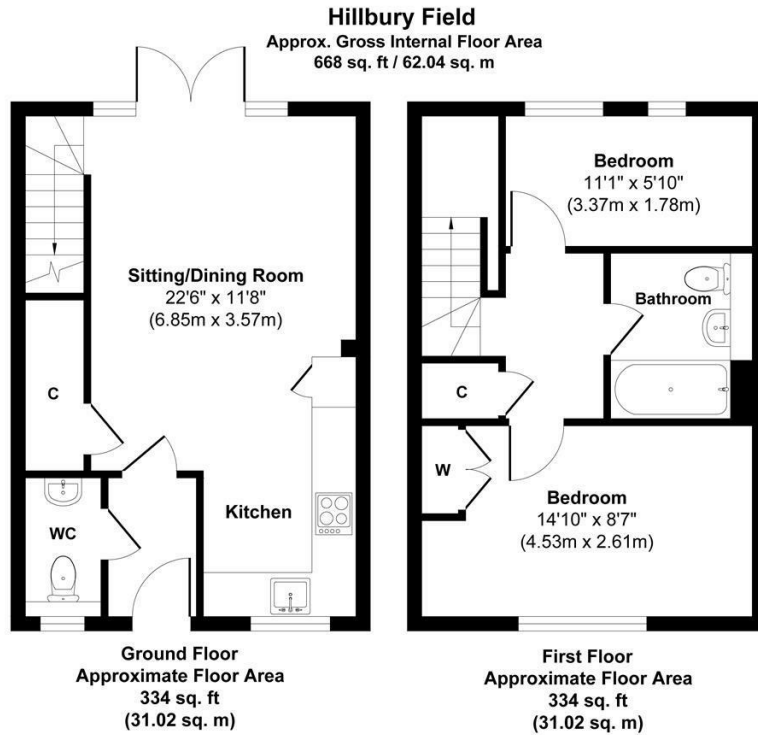 Hillbury Field
Approx. Gross Internal Floor Area
668 sq. ft / 62.04 sq. m
Sitting/Dining Room
22'6" x 11'8"
(6.85m x 3.57m)
C
WC
Kitchen
Ground Floor
Approximate Floor Area
334 sq. ft
(31.02 sq. m)
Bedroom
11'1" x 5'10"
(3.37m x 1.78m)
Bathroom
C
W
Bedroom
14'10" x 8'7"
(4.53m x 2.61m)
First Floor
Approximate Floor Area
334 sq. ft
(31.02 sq. m)